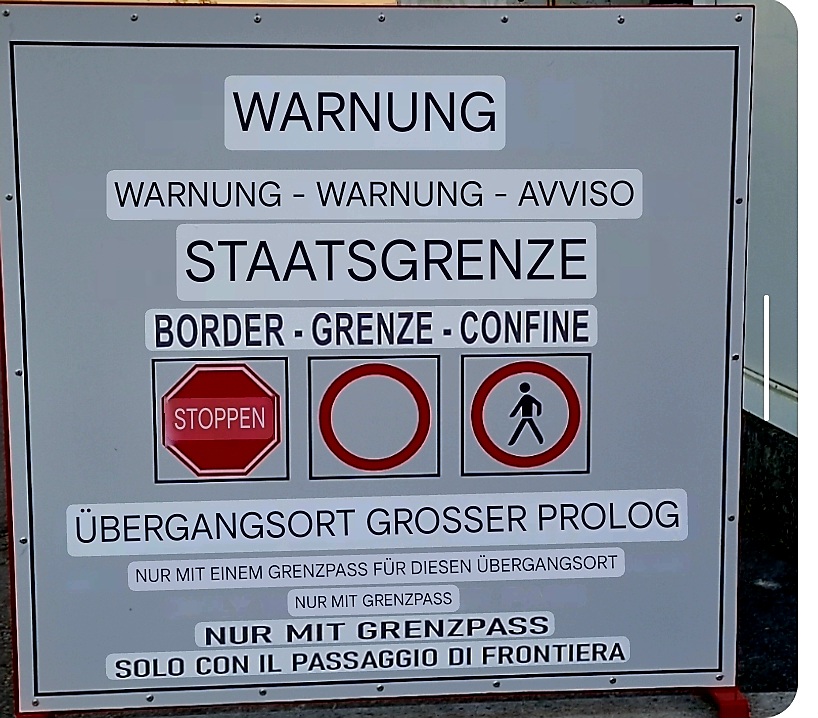 WARNUNG
WARNUNG - WARNUNG - AVVISO
STAATSGRENZE
BORDER - GRENZE - CONFINE
STOPPEN
ÜBERGANGSORT GROSSER PROLOG
NUR MIT EINEM GRENZPASS FÜR DIESEN ÜBERGANGSORT
NUR MIT GRENZPASS
NUR MIT GRENZPASS
SOLO CON IL PASSAGGIO DI FRONTIERA